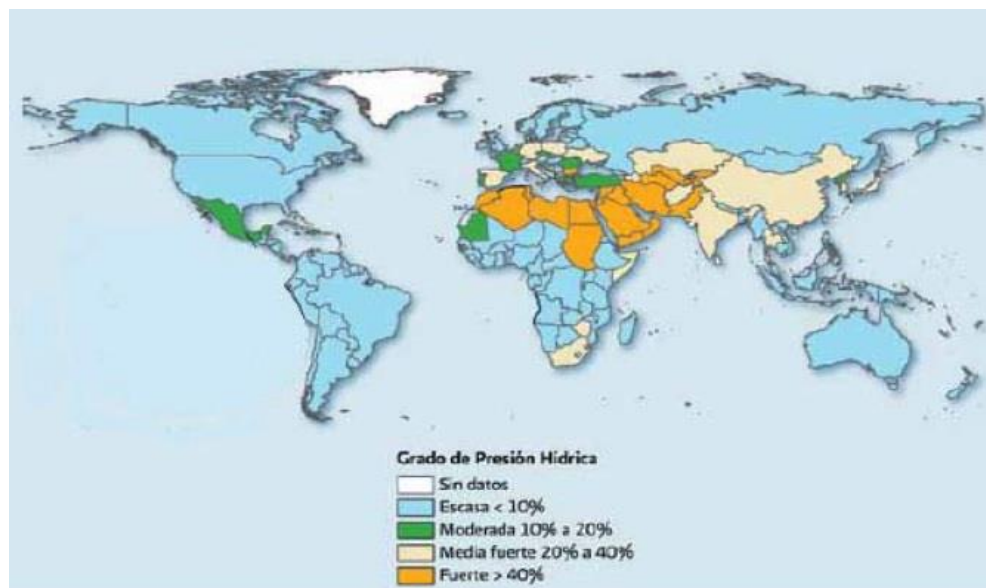 Grado de Presión Hídrica
Sin datos
Escasa < 10%
Moderada 10% a 20%
Media fuerte 20% a 40%
Fuerte > 40%